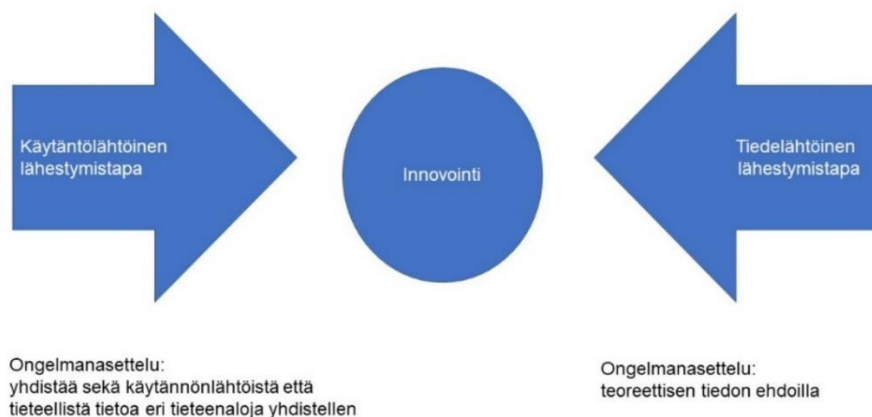 Käytäntölähtöinen
lähestymistapa
Innovointi
Tiedelähtöinen
lähestymistapa
Ongelmanasettelu:
yhdistää sekä käytännönlähtöistä että
tieteellistä tietoa eri tieteenaloja yhdistellen
Ongelmanasettelu:
teoreettisen tiedon ehdoilla